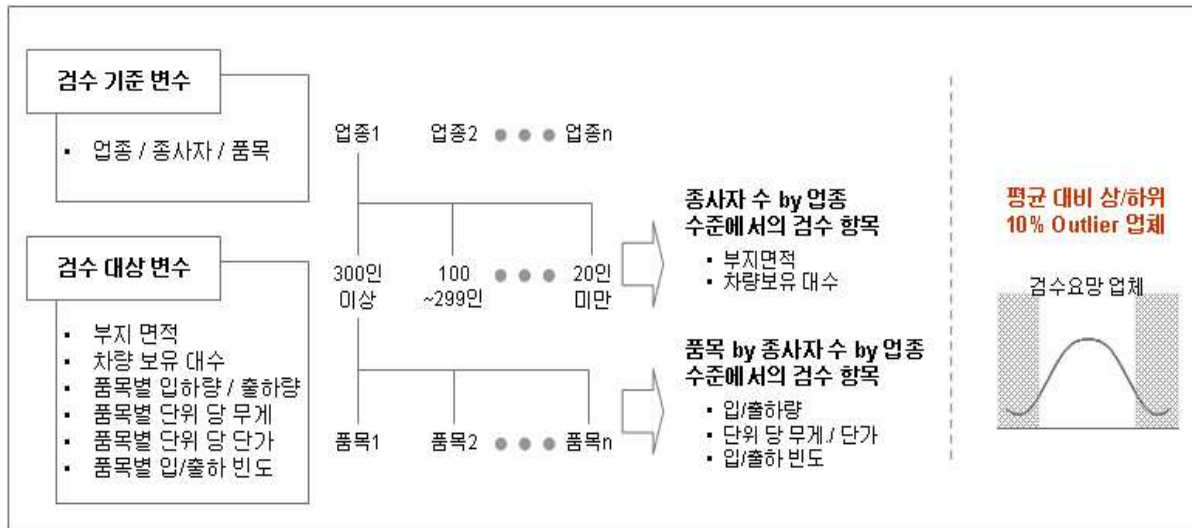 검수 기준 변수
▪ 업종 / 종사자 / 품목
검수 대상 변수
▪ 부지 면적
▪ 차량 보유 대수
▪ 품목별 입하량 / 출하량
▪ 품목별 단위 당 무게
▪ 품목별 단위 당 단가
▪ 품목별 입/출하 빈도
업종1 업종2 ● ● ● 업종n
300인
이상
100
~299인
● ● ●
20인
미만
품목1 품목2 ● ● ● 품목n
종사자 수 by 업종
수준에서의 검수 항목
▪ 부지면적
▪ 차량보유 대수
품목 by 종사자 수 by 업종
수준에서의 검수 항목
▪ 입/출하량
▪ 단위 당 무게 / 단가
▪ 입/출하 빈도
평균 대비 상/하위
10% Outlier 업체
검수요망 업체